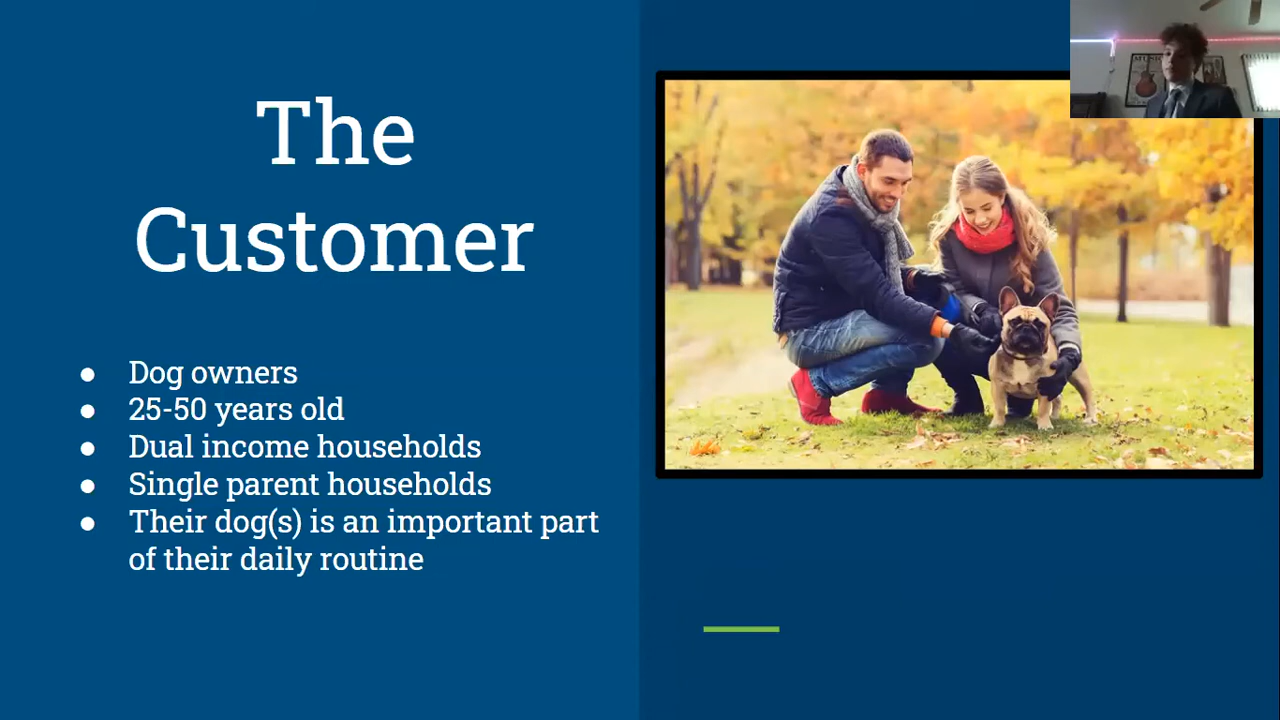 The
Customer
● Dog owners
● 25-50 years old
● Dual income households
● Single parent households
● Their dog(s) is an important part
of their daily routine